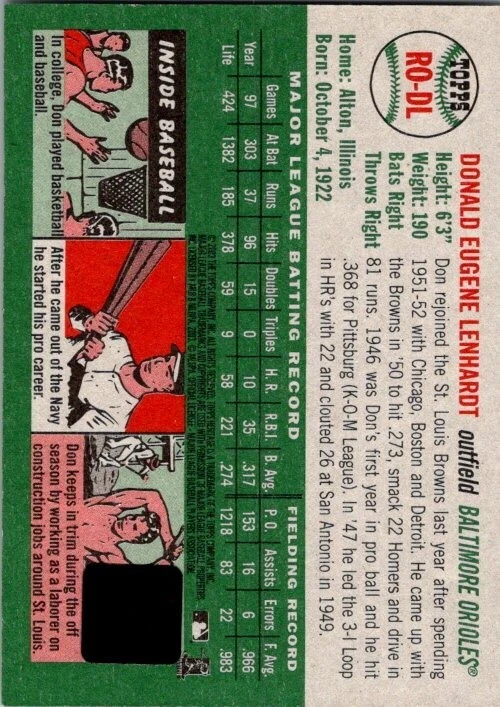 TOPPS
RO-DL
DONALD EUGENE LENHARDT outfield BALTIMORE ORIOLES®
Height: 6'3"
Weight: 190
Bats Right
Throws Right
Home: Alton, Illinois
Born: October 4, 1922
Don rejoined the St. Louis Browns last year after spending
1951-52 with Chicago, Boston and Detroit. He came up with
the Browns in '50 to hit .273, smack 22 Homers and drive in
81 runs. 1946 was Don's first year in pro ball and he hit
.368 for Pittsburg (K-O-M League). In '47 he led the 3-I Loop
in HR's with 22 and clouted 26 at San Antonio in 1949.
MAJOR LEAGUE BATTING RECORD FIELDING RECORD
Games At Bat Runs Hits Doubles Triples H.R. R.B.I. B. Avg. P.O. Assists Errors F. Avg.
Year 97 303 37 96 15 0 10 35 .317 153 16 6 .966
Life 424 1382 185 378 59 9 58 221 .274 1218 83 22 .983
INSIDE BASEBALL
In college, Don played basketball
and baseball.
After he came out of the Navy
he started his pro career.
Don keeps in trim during the off
season by working as a laborer on
construction jobs around St. Louis.